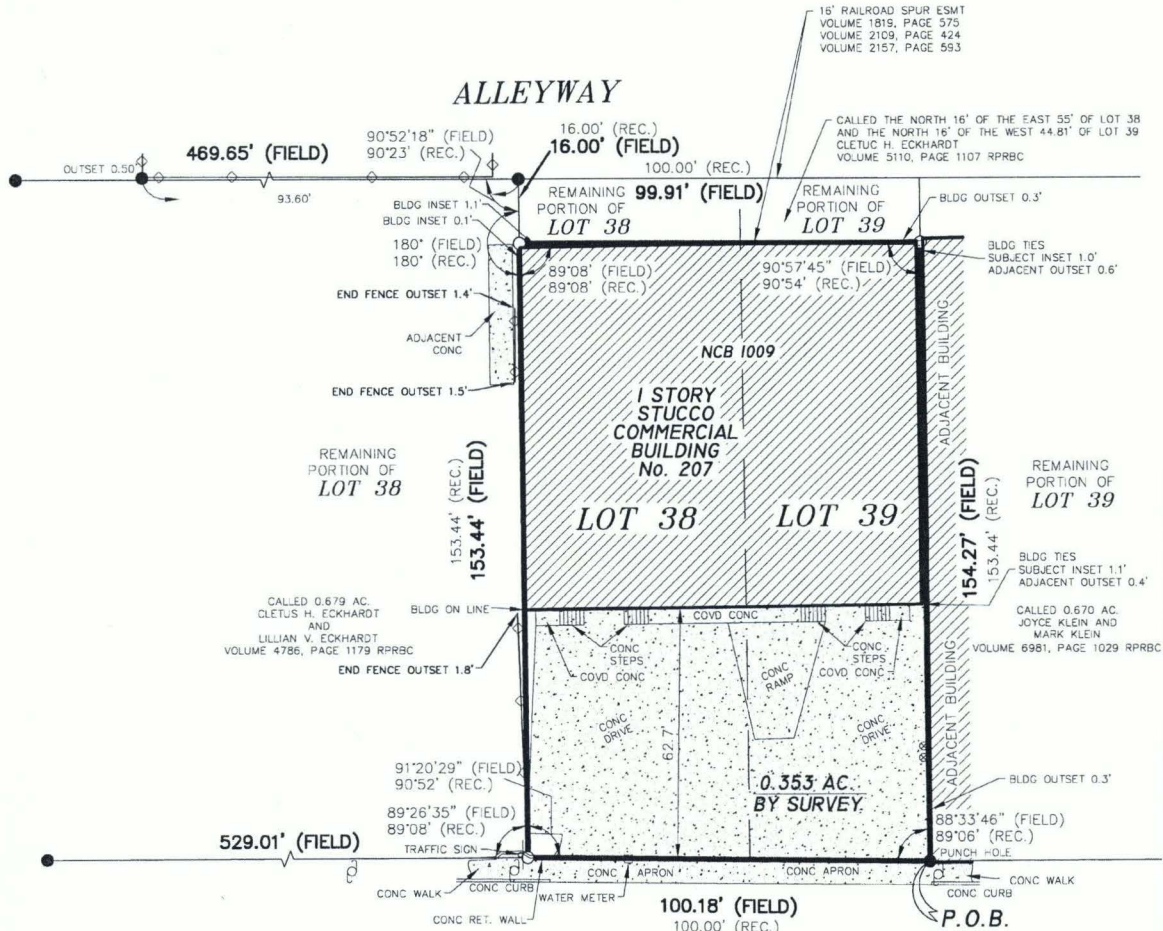 16' RAILROAD SPUR ESMT
VOLUME 1819, PAGE 575
VOLUME 2109, PAGE 424
VOLUME 2157, PAGE 593
ALLEYWAY
CALLED THE NORTH 16' OF THE EAST 55' OF LOT 38
AND THE NORTH 16' OF THE WEST 44.81' OF LOT 39
CLETUC H. ECKHARDT
VOLUME 5110, PAGE 1107 RPRBC
90°52'18" (FIELD)
90°23' (REC.)
16.00' (REC.)
16.00' (FIELD)
469.65' (FIELD)
OUTSET 0.50'
93.60'
100.00' (REC.)
99.91' (FIELD)
REMAINING
PORTION OF
LOT 38
REMAINING
PORTION OF
LOT 39
BLDG OUTSET 0.3'
BLDG INSET 1.1'
BLDG INSET 0.1'
180° (FIELD)
180° (REC.)
89°08' (FIELD)
89°08' (REC.)
90°57'45" (FIELD)
90°54' (REC.)
BLDG TIES
SUBJECT INSET 1.0'
ADJACENT OUTSET 0.6'
END FENCE OUTSET 1.4'
ADJACENT
CONC
END FENCE OUTSET 1.5'
NCB 1009
1 STORY
STUCCO
COMMERCIAL
BUILDING
No. 207
ADJACENT BUILDING
REMAINING
PORTION OF
LOT 38
153.44' (REC.)
153.44' (FIELD)
LOT 38
LOT 39
154.27' (FIELD)
153.44' (REC.)
REMAINING
PORTION OF
LOT 39
BLDG TIES
SUBJECT INSET 1.1'
ADJACENT OUTSET 0.4'
CALLED 0.679 AC.
CLETUS H. ECKHARDT
AND
LILLIAN V. ECKHARDT
VOLUME 4786, PAGE 1179 RPRBC
BLDG ON LINE
END FENCE OUTSET 1.8'
COVD CONC
CONC
STEPS
COVD CONC
CONC
RAMP
CONC
STEPS
COVD CONC
CALLED 0.670 AC.
JOYCE KLEIN AND
MARK KLEIN
VOLUME 6981, PAGE 1029 RPRBC
CONC
DRIVE
62.7
CONC
DRIVE
ADJACENT BUILDING
0.353 AC.
BY SURVEY
BLDG OUTSET 0.3'
91°20'29" (FIELD)
90°52' (REC.)
89°26'35" (FIELD)
89°08' (REC.)
88°33'46" (FIELD)
89°06' (REC.)
529.01' (FIELD)
TRAFFIC SIGN
PUNCH HOLE
CONC WALK
CONC CURB
CONC APRON
CONC APRON
CONC WALK
CONC CURB
CONC RET. WALL
WATER METER
100.18' (FIELD)
100.00' (REC.)
P.O.B.